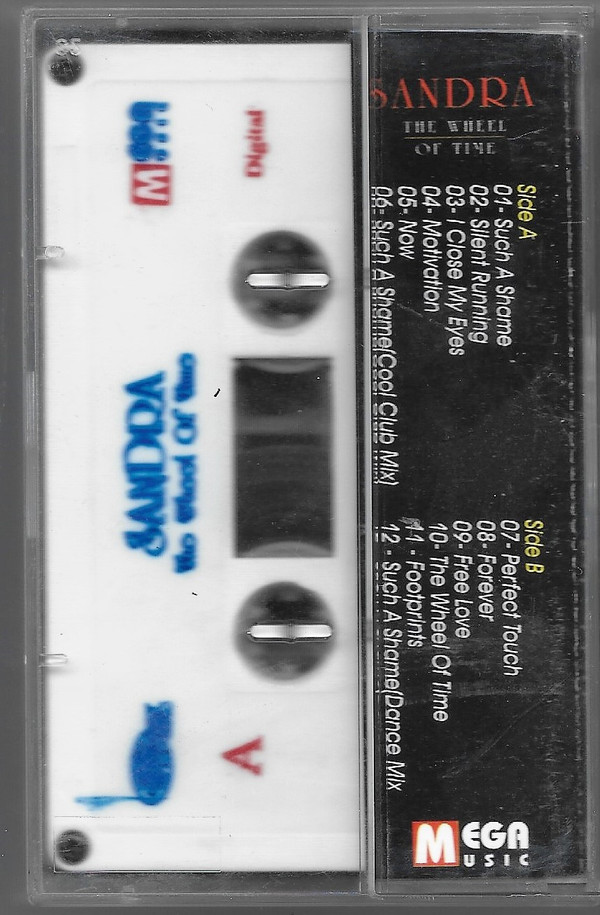 SANDRA
THE WHEEL
OF TIME
Side A
01- Such A Shame
02- Silent Running
03- I Close My Eyes
04- Motivation
05- Now
06- Such A Shame(Cool Club Mix)
Side B
07- Perfect Touch
08- Forever
09- Free Love
10- The Wheel Of Time
11- Footprints
12- Such A Shame(Dance Mix
MEGA
MUSIC
Digital
SANDRA
the wheel of time
A